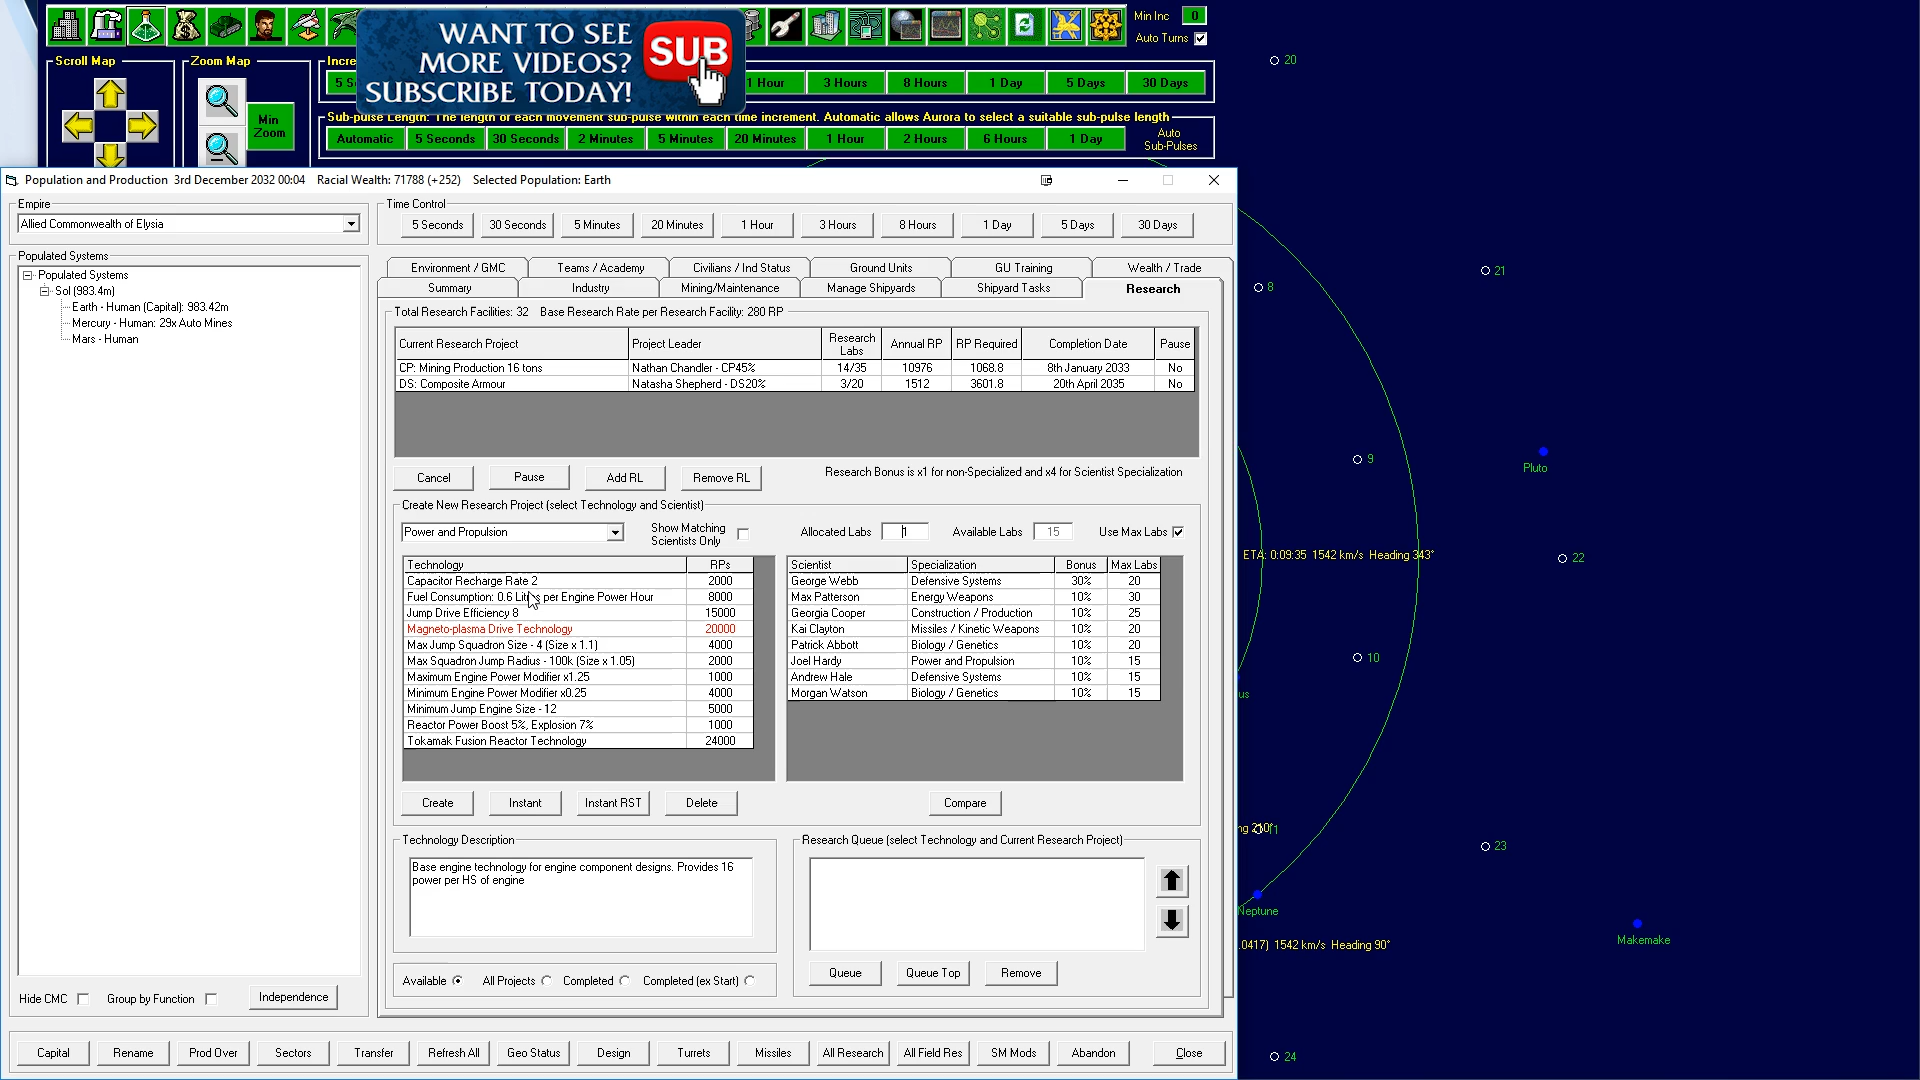 WANT TO SEE
MORE VIDEOS?
SUBSCRIBE TODAY!
SUB
Min Inc 0
Auto Turns
Scroll Map
Zoom Map
Min
Zoom
1 Hour 3 Hours 8 Hours 1 Day 5 Days 30 Days
Sub-pulse Length: The length of each movement sub-pulse within each time increment. Automatic allows Aurora to select a suitable sub-pulse length
Automatic 5 Seconds 30 Seconds 2 Minutes 5 Minutes 20 Minutes 1 Hour 2 Hours 6 Hours 1 Day
Auto
Sub-Pulses
Population and Production 3rd December 2032 00:04 Racial Wealth: 71788 (+252) Selected Population: Earth
Empire
Allied Commonwealth of Elysia
Populated Systems
Populated Systems
Sol (983.4m)
Earth - Human (Capital): 983.42m
Mercury - Human: 29x Auto Mines
Mars - Human
Hide CMC
Group by Function
Independence
Time Control
5 Seconds 30 Seconds 5 Minutes 20 Minutes 1 Hour 3 Hours 8 Hours 1 Day 5 Days 30 Days
Environment / GMC Teams / Academy Civilians / Ind Status Ground Units GU Training Wealth / Trade
Summary Industry Mining/Maintenance Manage Shipyards Shipyard Tasks Research
Total Research Facilities: 32 Base Research Rate per Research Facility: 280 RP
Current Research Project Project Leader Research Labs Annual RP RP Required Completion Date Pause
CP: Mining Production 16 tons Nathan Chandler - CP45% 14/35 10976 1068.8 8th January 2033 No
DS: Composite Armour Natasha Shepherd - DS20% 3/20 1512 3601.8 20th April 2035 No
Cancel Pause Add RL Remove RL
Research Bonus is x1 for non-Specialized and x4 for Scientist Specialization
Create New Research Project (select Technology and Scientist)
Power and Propulsion
Show Matching
Scientists Only
Allocated Labs 1
Available Labs 15
Use Max Labs
Technology RPs
Capacitor Recharge Rate 2 2000
Fuel Consumption: 0.6 Litres per Engine Power Hour 8000
Jump Drive Efficiency 8 15000
Magneto-plasma Drive Technology 20000
Max Jump Squadron Size - 4 (Size x 1.1) 4000
Max Squadron Jump Radius - 100k (Size x 1.05) 2000
Maximum Engine Power Modifier x1.25 1000
Minimum Engine Power Modifier x0.25 4000
Minimum Jump Engine Size - 12 5000
Reactor Power Boost 5%, Explosion 7% 1000
Tokamak Fusion Reactor Technology 24000
Scientist Specialization Bonus Max Labs
George Webb Defensive Systems 30% 20
Max Patterson Energy Weapons 10% 30
Georgia Cooper Construction / Production 10% 25
Kai Clayton Missiles / Kinetic Weapons 10% 20
Patrick Abbott Biology / Genetics 10% 20
Joel Hardy Power and Propulsion 10% 15
Andrew Hale Defensive Systems 10% 15
Morgan Watson Biology / Genetics 10% 15
Create Instant Instant RST Delete
Compare
Technology Description
Base engine technology for engine component designs. Provides 16
power per HS of engine
Available All Projects Completed Completed (ex Start)
Research Queue (select Technology and Current Research Project)
Queue Queue Top Remove
Capital Rename Prod Over Sectors Transfer Refresh All Geo Status Design Turrets Missiles All Research All Field Res SM Mods Abandon Close
20
21
8
9
Pluto
ETA: 0:09:35 1542 km/s Heading 343°
22
10
23
Neptune
Makemake
1542 km/s Heading 90°
24